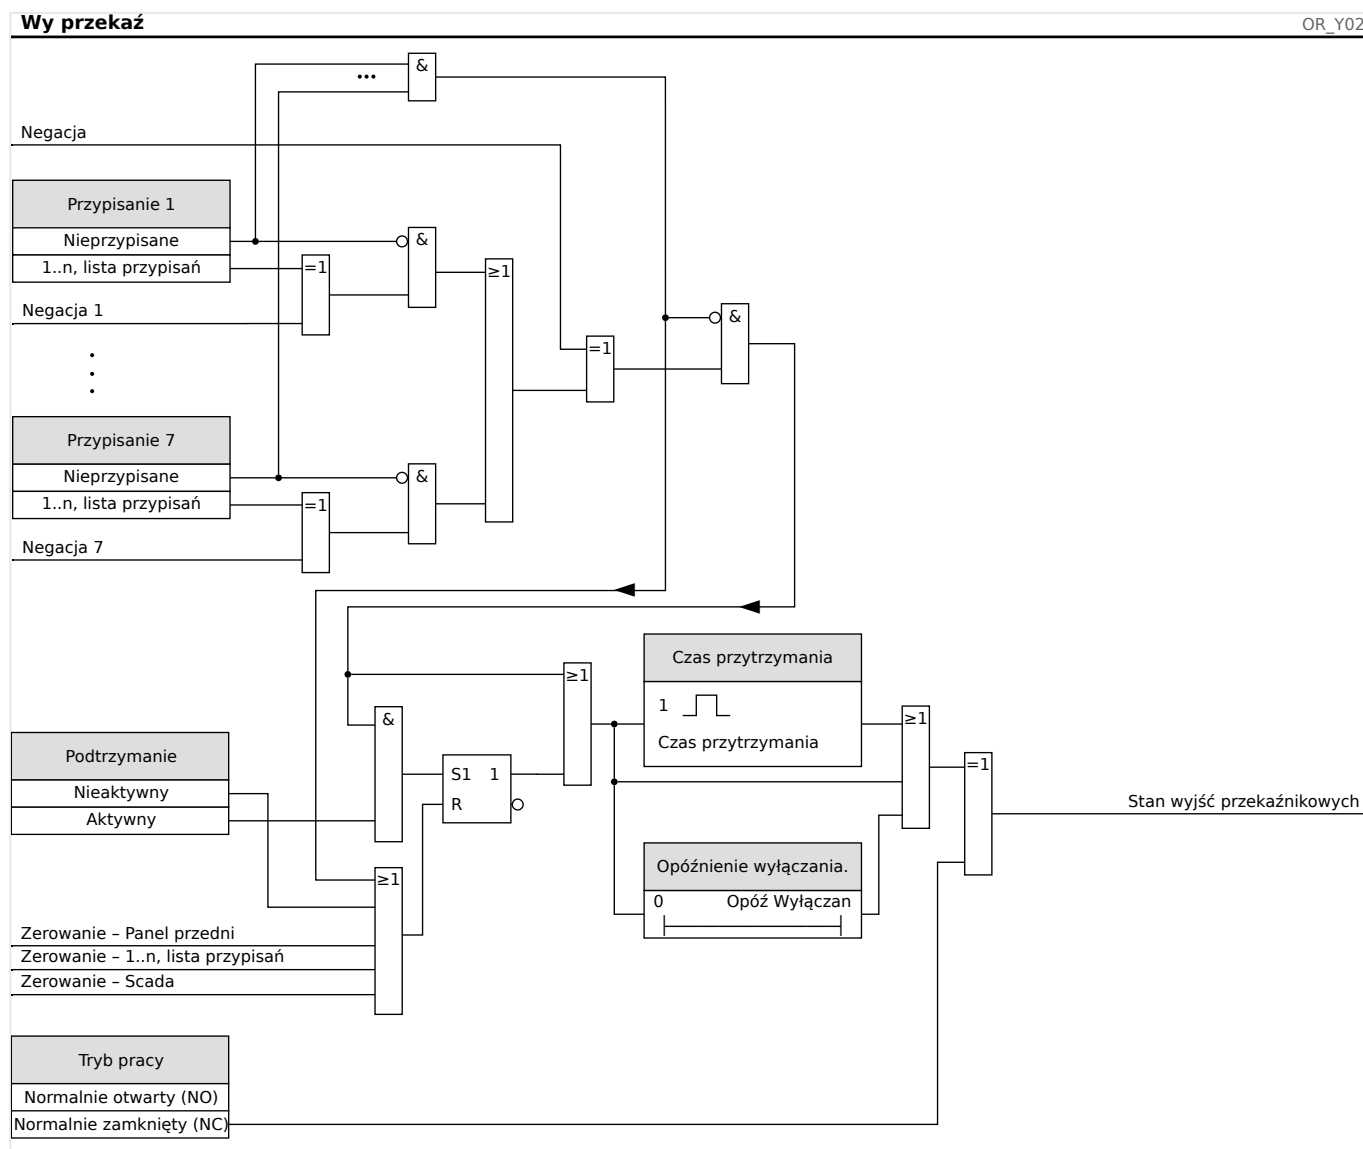 Wy przekaź
OR_Y02
&
...
Negacja
Przypisanie 1
Nieprzypisane
1..n, lista przypisań
=1
&
≥1
Negacja 1
=1
&
Przypisanie 7
Nieprzypisane
1..n, lista przypisań
=1
&
Negacja 7
Czas przytrzymania
1
Czas przytrzymania
≥1
&
≥1
=1
Podtrzymanie
Nieaktywny
Aktywny
S1 1
R
Stan wyjść przekaźnikowych
Opóźnienie wyłączania.
0 Opóź Wyłączan
≥1
Zerowanie – Panel przedni
Zerowanie – 1..n, lista przypisań
Zerowanie – Scada
Tryb pracy
Normalnie otwarty (NO)
Normalnie zamknięty (NC)